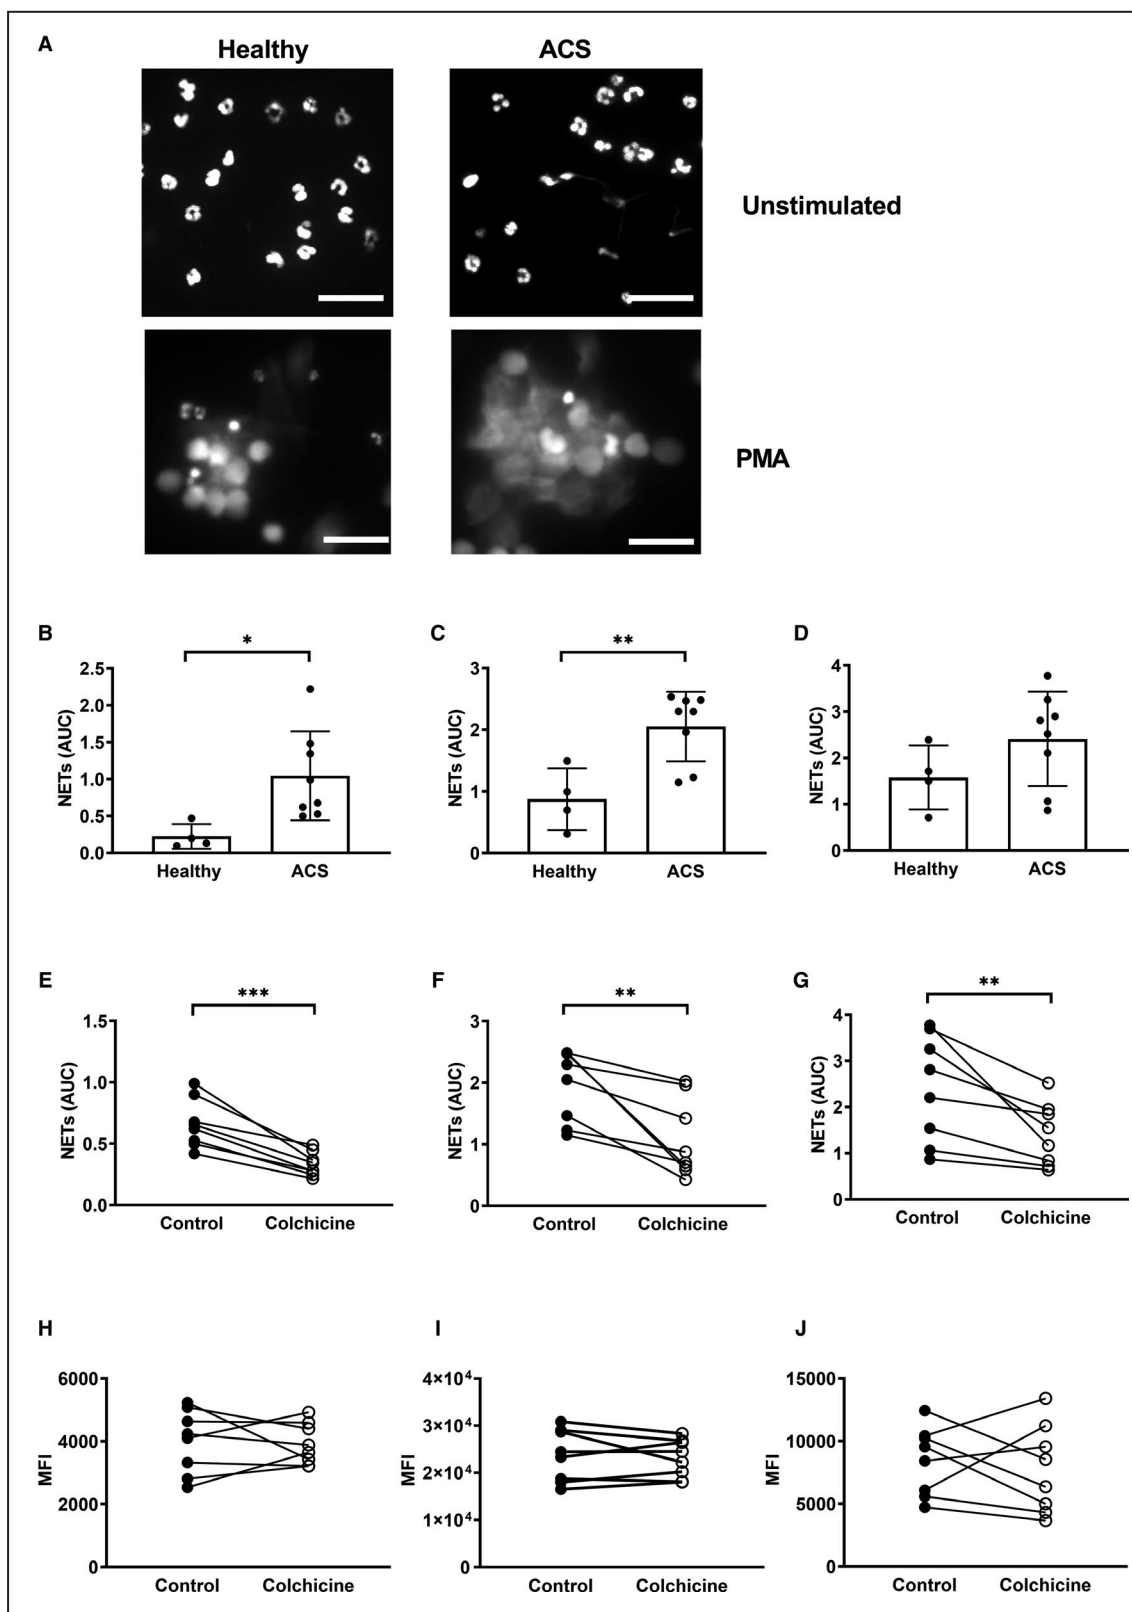 A
Healthy
ACS
Unstimulated
PMA
B
*
NETs (AUC)
2.5
2.0
1.5
1.0
0.5
0.0
Healthy
ACS
C
**
NETs (AUC)
3
2
1
0
Healthy
ACS
D
NETs (AUC)
4
3
2
1
0
Healthy
ACS
E
***
NETs (AUC)
1.5
1.0
0.5
0.0
Control
Colchicine
F
**
NETs (AUC)
3
2
1
0
Control
Colchicine
G
**
NETs (AUC)
4
3
2
1
0
Control
Colchicine
H
MFI
6000
4000
2000
0
Control
Colchicine
I
MFI
4×10⁴
3×10⁴
2×10⁴
1×10⁴
0
Control
Colchicine
J
MFI
15000
10000
5000
0
Control
Colchicine